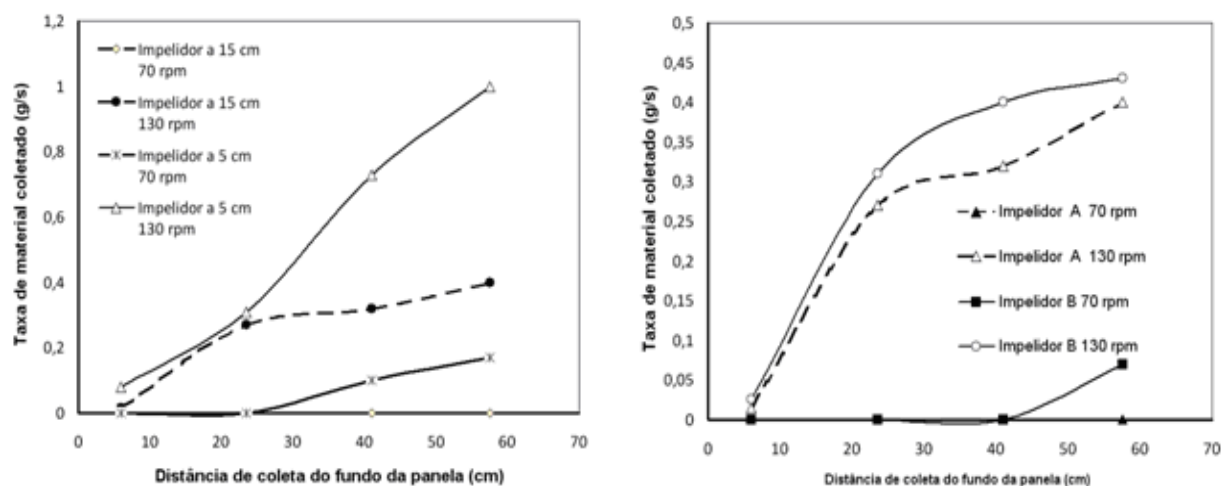 Taxa de material coletado (g/s)
1,2
1
0,8
0,6
0,4
0,2
0
Impelidor a 15 cm
70 rpm
Impelidor a 15 cm
130 rpm
Impelidor a 5 cm
70 rpm
Impelidor a 5 cm
130 rpm
0 10 20 30 40 50 60 70
Distância de coleta do fundo da panela (cm)
Taxa de material coletado (g/s)
0,5
0,45
0,4
0,35
0,3
0,25
0,2
0,15
0,1
0,05
0
Impelidor A 70 rpm
Impelidor A 130 rpm
Impelidor B 70 rpm
Impelidor B 130 rpm
0 10 20 30 40 50 60 70
Distância de coleta do fundo da panela (cm)